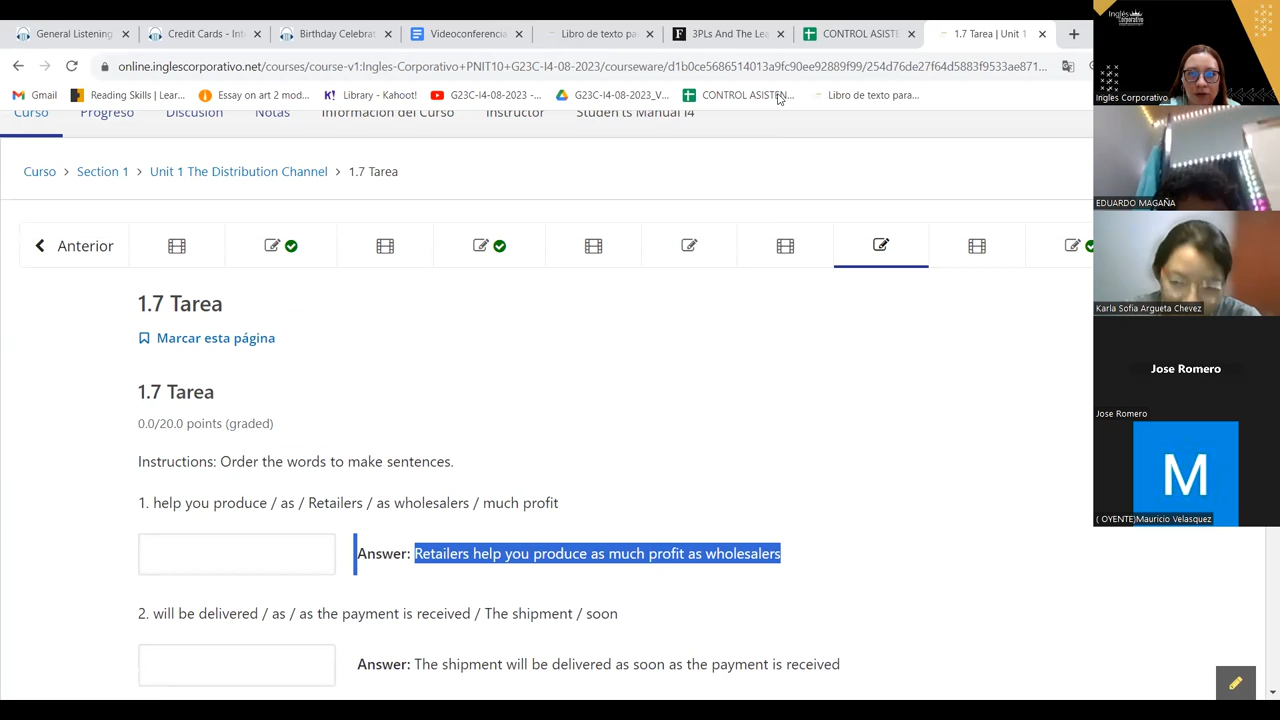 General Listening
Credit Cards - Int
Birthday Celebrat
Videoconferencia
Libro de texto pa
3PLs And The Lea
CONTROL ASISTE
1.7 Tarea | Unit 1
online.inglescorporativo.net/courses/course-v1:Ingles-Corporativo+PNIT10+G23C-I4-08-2023/courseware/d1b0ce5686514013a9fc90ee92889f99/254d76de27f64d5883f9533ae871...
Gmail
Reading Skills | Lear...
Essay on art 2 mod...
Library - Kahoot
G23C-I4-08-2023 -...
G23C-I4-08-2023_V...
CONTROL ASISTEN...
Libro de texto para...
Curso
Progreso
Discusión
Notas
Información del Curso
Instructor
Students Manual I4
Curso > Section 1 > Unit 1 The Distribution Channel > 1.7 Tarea
Anterior
1.7 Tarea
Marcar esta página
1.7 Tarea
0.0/20.0 points (graded)
Instructions: Order the words to make sentences.
1. help you produce / as / Retailers / as wholesalers / much profit
Answer: Retailers help you produce as much profit as wholesalers
2. will be delivered / as / as the payment is received / The shipment / soon
Answer: The shipment will be delivered as soon as the payment is received
Inglés
Corporativo
Ingles Corporativo
EDUARDO MAGAÑA
Karla Sofia Argueta Chevez
Jose Romero
Jose Romero
M
( OYENTE)Mauricio Velasquez